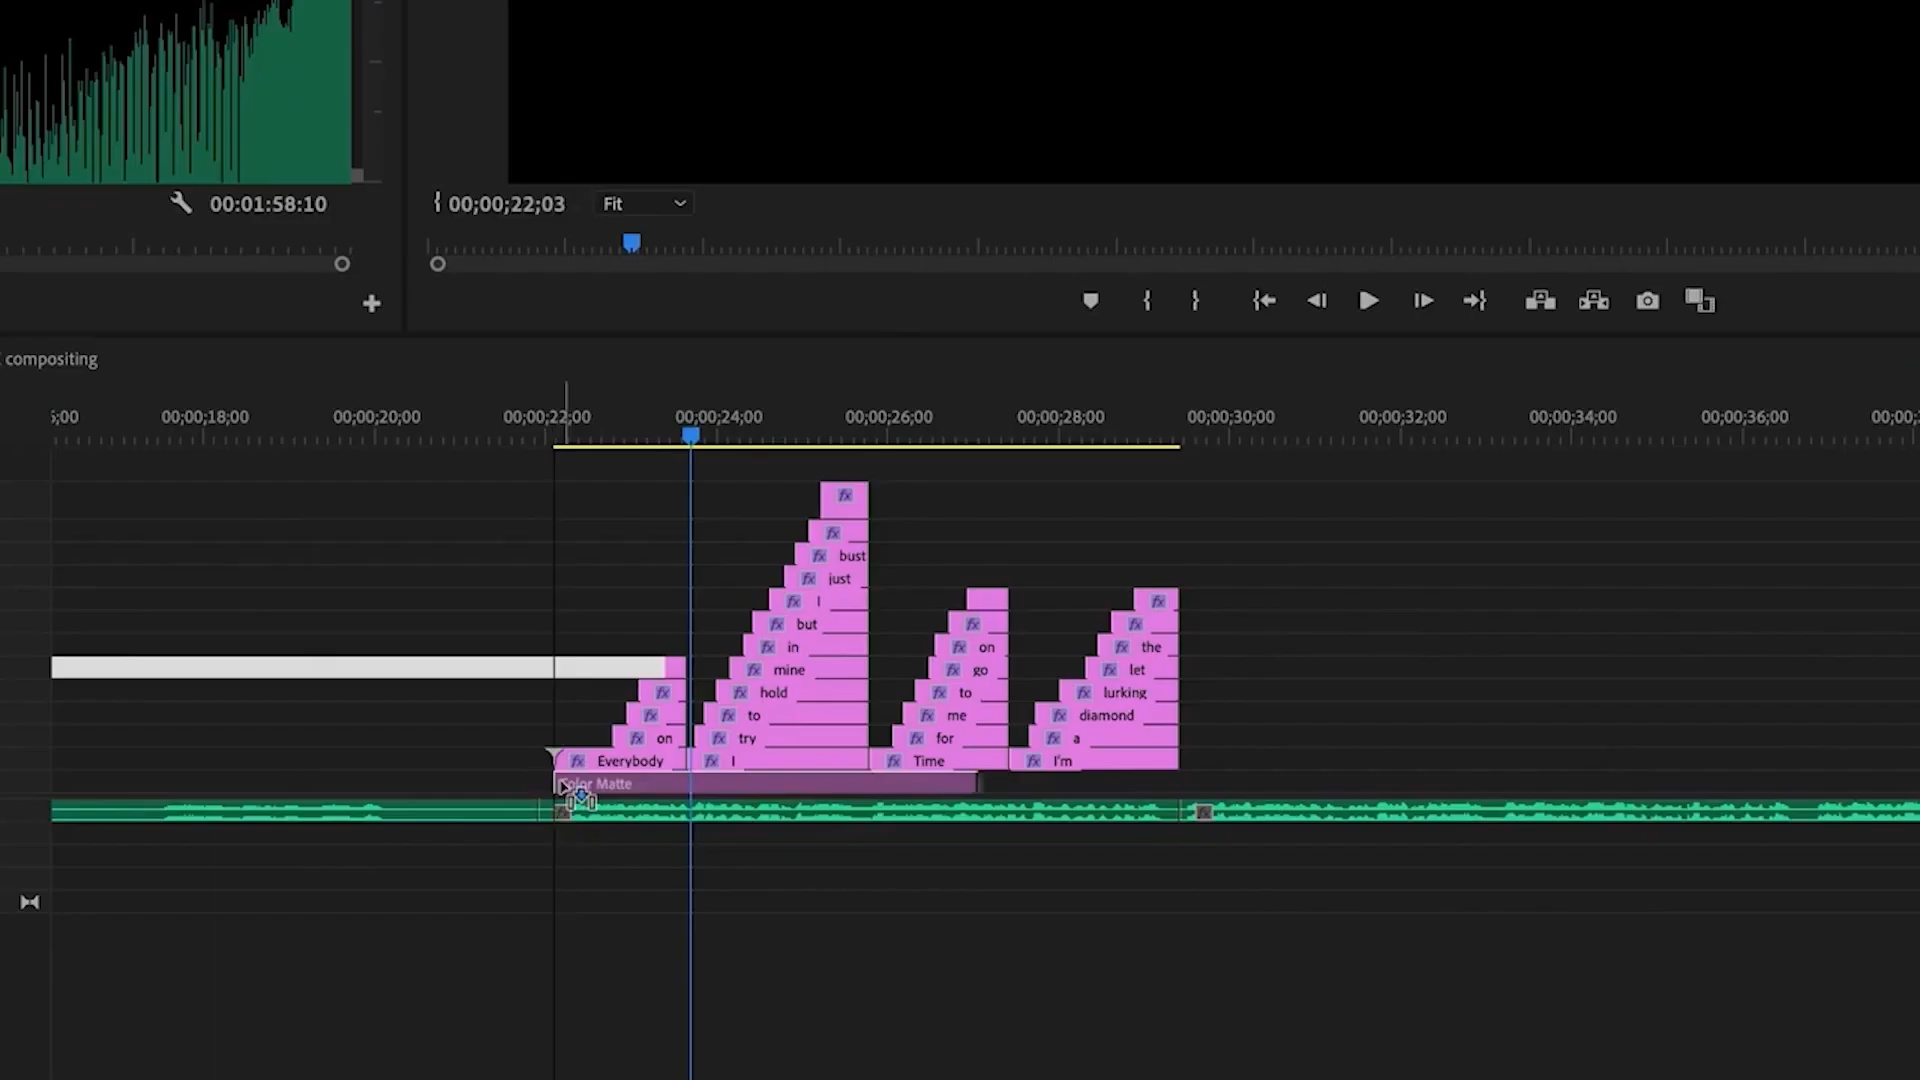 00:01:58:10
00;00;22;03 Fit
compositing
00;00;18;00 00;00;20;00 00;00;22;00 00;00;24;00 00;00;26;00 00;00;28;00 00;00;30;00 00;00;32;00 00;00;34;00 00;00;36;00
fx
fx
fx bust
fx just
fx I
fx but fx
fx in fx on fx the
fx mine fx go fx let
fx fx hold fx to fx lurking
fx fx to fx me fx diamond
fx on fx try fx for fx a
fx Everybody fx I fx Time fx I'm
fx
Color Matte